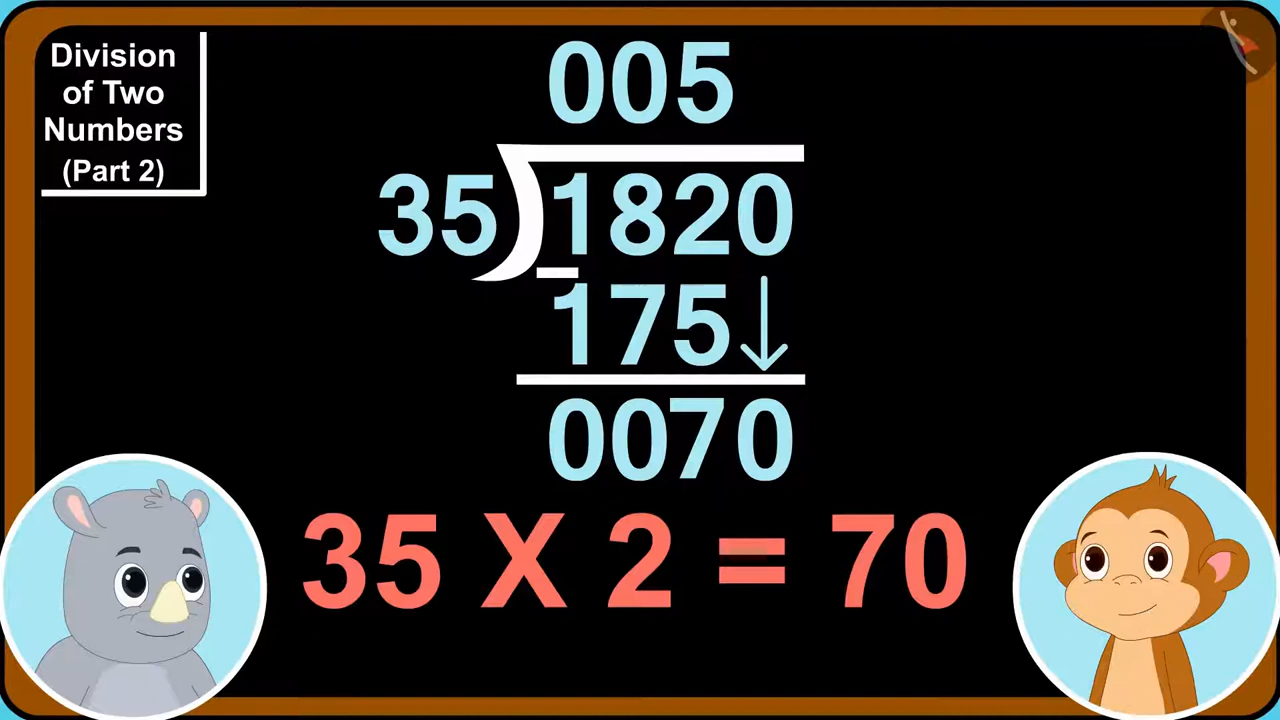 Division
of Two
Numbers
(Part 2)
005
35)1820
175↓
0070
35 X 2 = 70